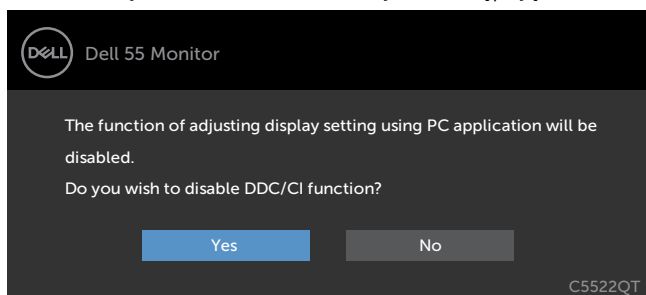 DELL Dell 55 Monitor
The function of adjusting display setting using PC application will be
disabled.
Do you wish to disable DDC/CI function?
Yes No
C5522QT